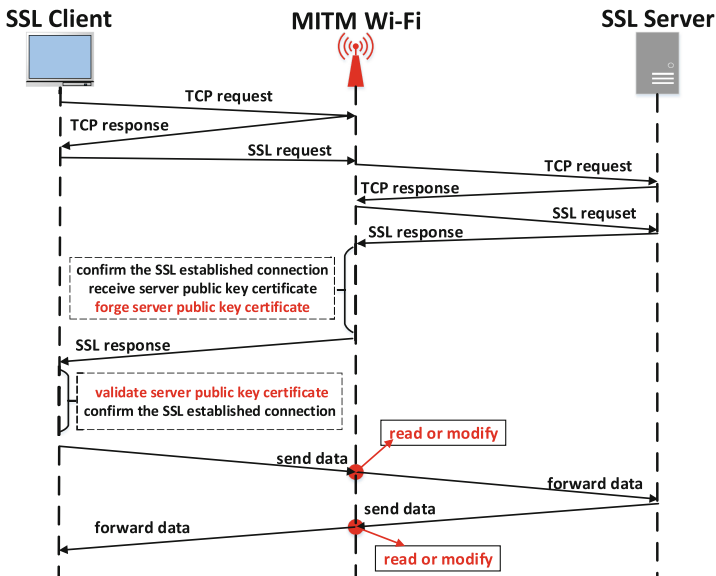 SSL Client
MITM Wi-Fi
SSL Server
TCP request
TCP response
SSL request
TCP request
TCP response
SSL requset
SSL response
confirm the SSL established connection
receive server public key certificate
forge server public key certificate
SSL response
validate server public key certificate
confirm the SSL established connection
read or modify
send data
forward data
send data
forward data
read or modify